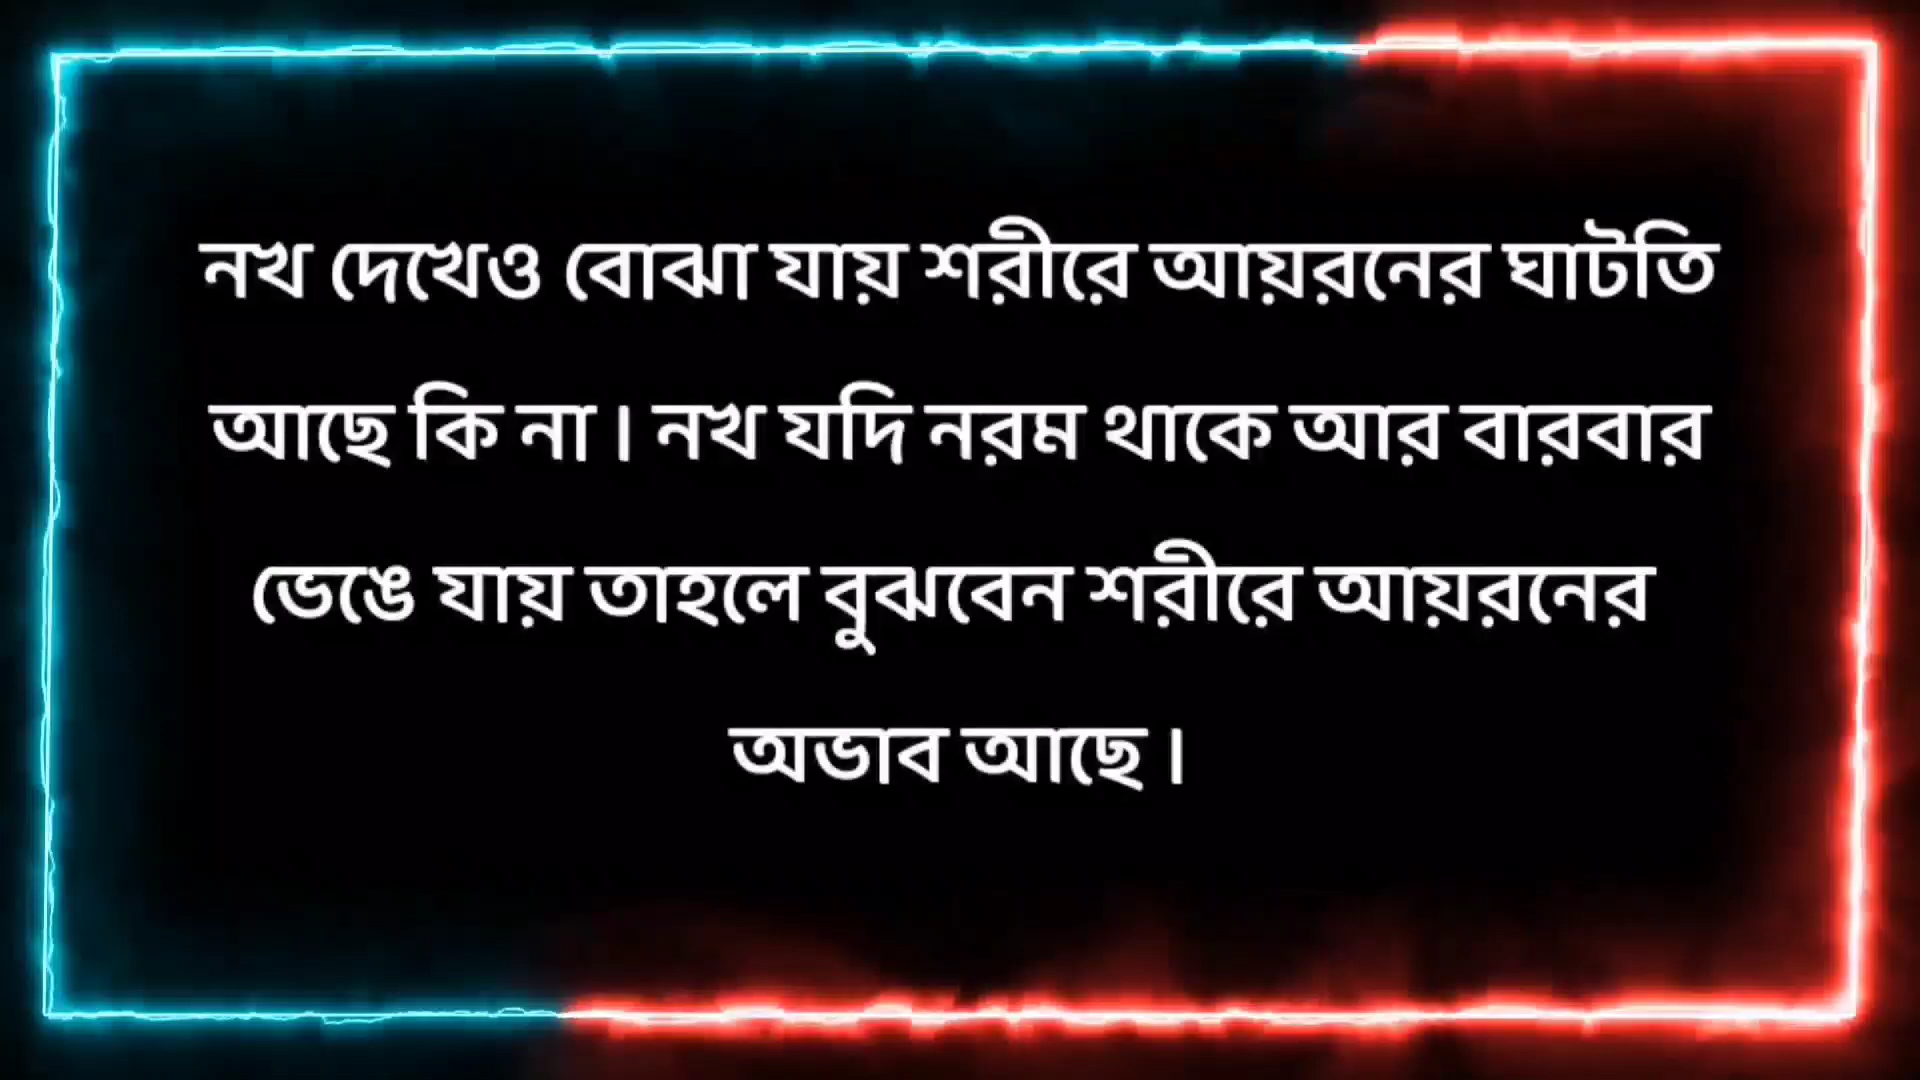 নখ দেখেও বোঝা যায় শরীরে আয়রনের ঘাটতি
আছে কি না। নখ যদি নরম থাকে আর বারবার
ভেঙে যায় তাহলে বুঝবেন শরীরে আয়রনের
অভাব আছে।